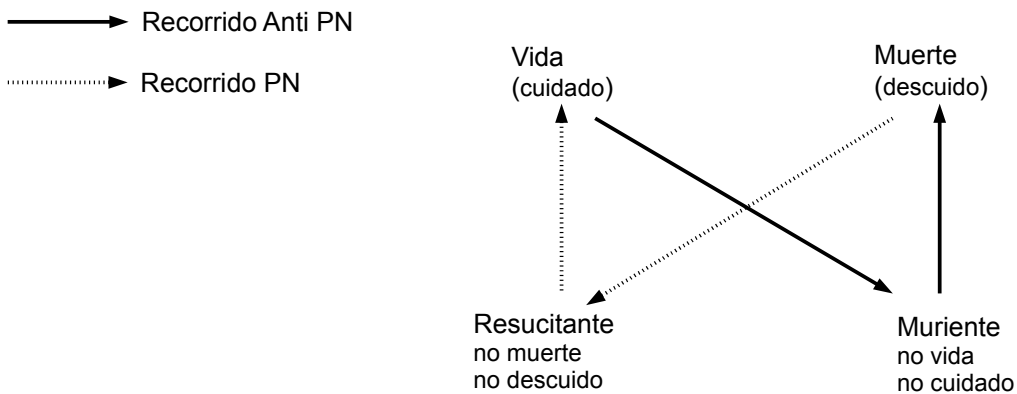 Recorrido Anti PN
Recorrido PN
Vida
(cuidado)
Muerte
(descuido)
Resucitante
no muerte
no descuido
Muriente
no vida
no cuidado